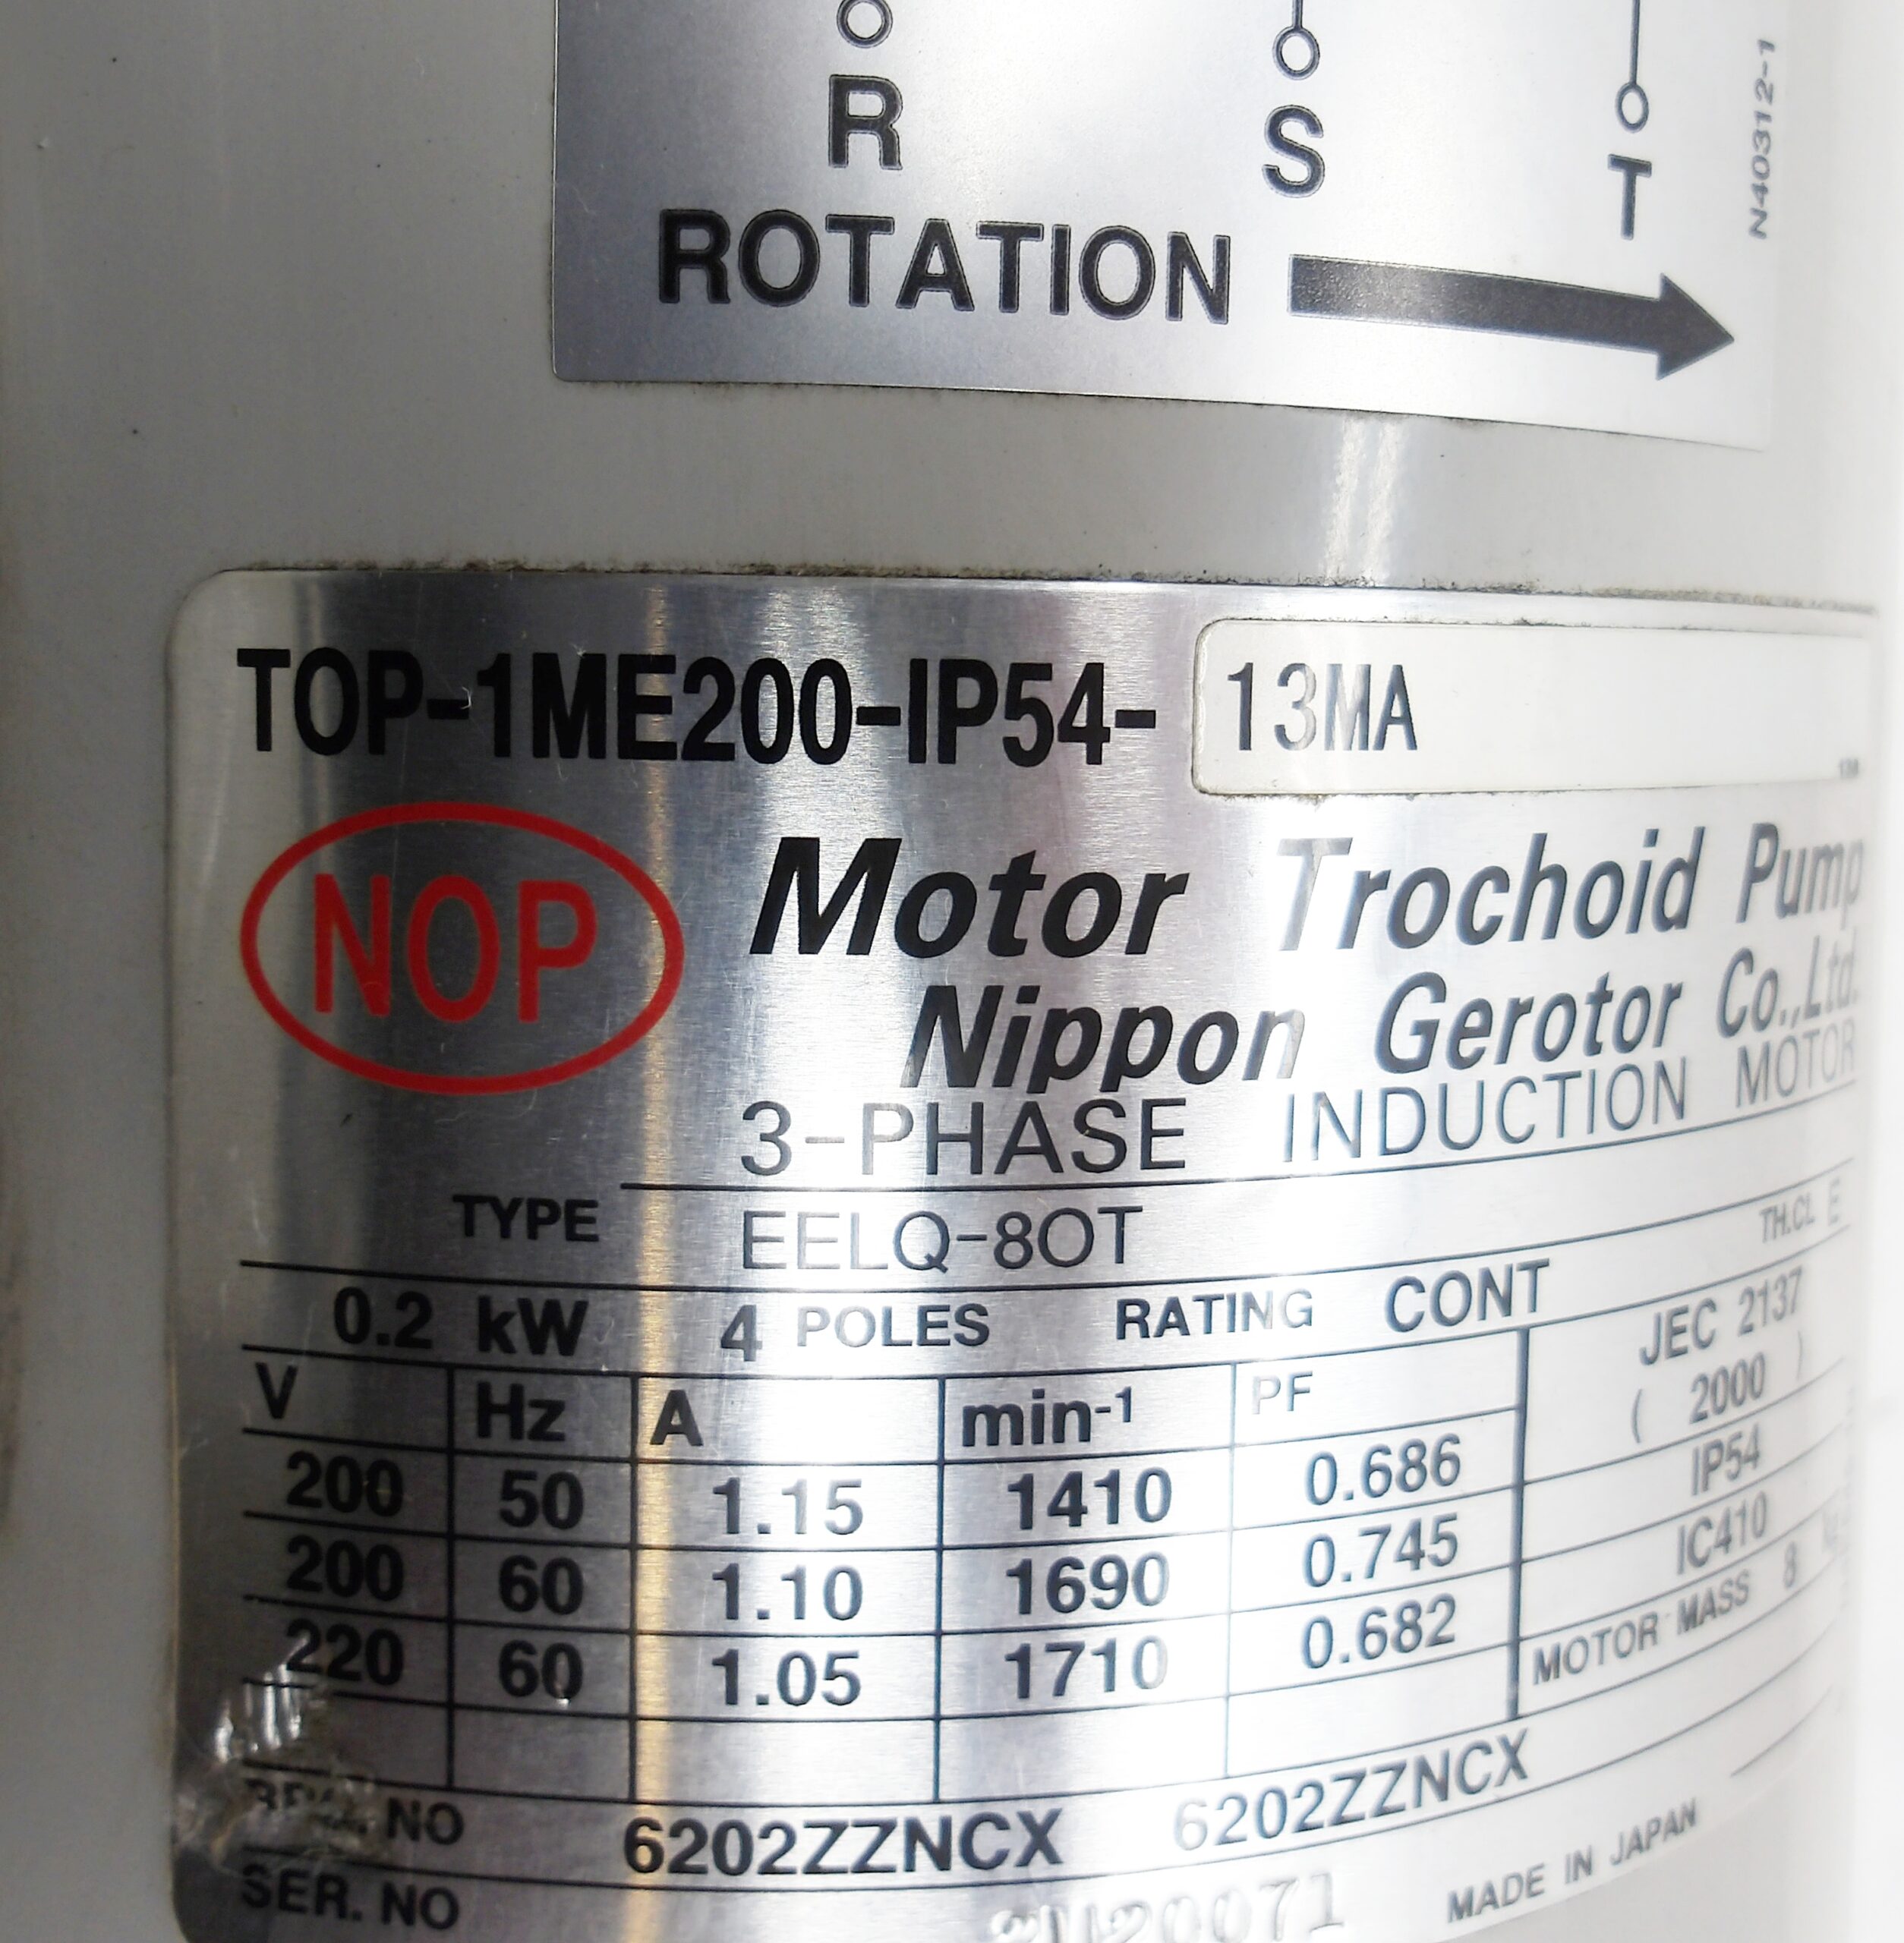 R S T
N40312-1
ROTATION
TOP-1ME200-IP54- 13MA
NOP
Motor Trochoid Pump
Nippon Gerotor Co.,Ltd.
3-PHASE INDUCTION MOTOR
TYPE EELQ-80T
TH.CL E
0.2 kW 4 POLES RATING CONT
V Hz A min-1 PF
200 50 1.15 1410 0.686
200 60 1.10 1690 0.745
220 60 1.05 1710 0.682
JEC 2137
( 2000 )
IP54
IC410
MOTOR MASS 8
NO 6202ZZNCX 6202ZZNCX
SER. NO
MADE IN JAPAN